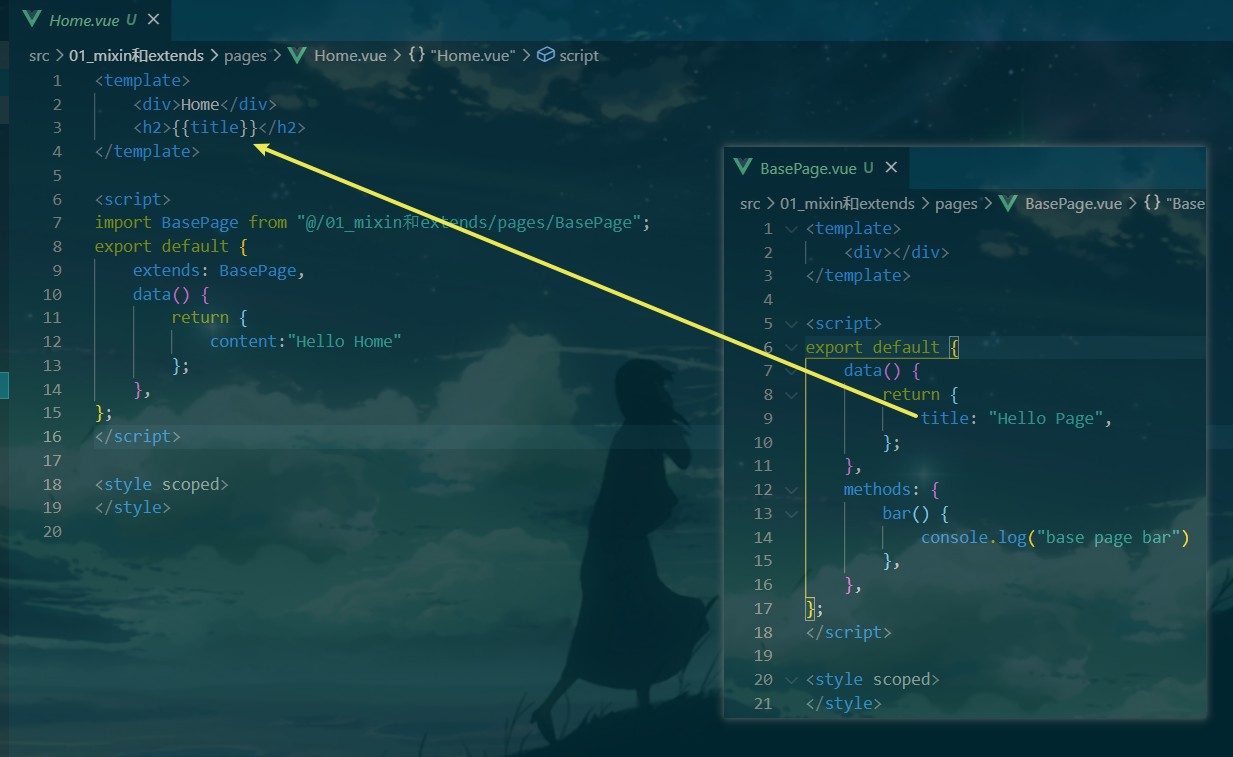 Home.vue U ×
src > 01_mixin和extends > pages > Home.vue > {} "Home.vue" > script
1 <template>
2 <div>Home</div>
3 <h2>{{title}}</h2>
4 </template>
5
6 <script>
7 import BasePage from "@/01_mixin和extends/pages/BasePage";
8 export default {
9 extends: BasePage,
10 data() {
11 return {
12 content:"Hello Home"
13 };
14 },
15 };
16 </script>
17
18 <style scoped>
19 </style>
20
BasePage.vue U ×
src > 01_mixin和extends > pages > BasePage.vue > {} "Base
1 <template>
2 <div></div>
3 </template>
4
5 <script>
6 export default {
7 data() {
8 return {
9 title: "Hello Page",
10 };
11 },
12 methods: {
13 bar() {
14 console.log("base page bar")
15 },
16 },
17 };
18 </script>
19
20 <style scoped>
21 </style>